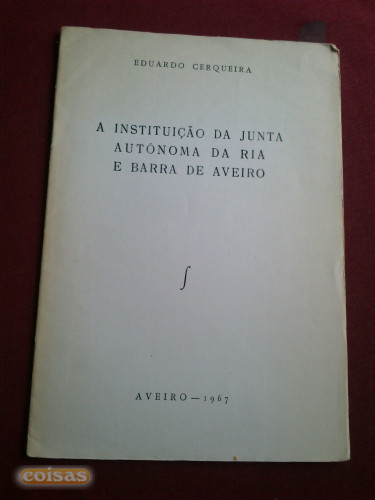 EDUARDO CERQUEIRA
A INSTITUIÇÃO DA JUNTA
AUTÓNOMA DA RIA
E BARRA DE AVEIRO
∫
AVEIRO — 1967
coisas